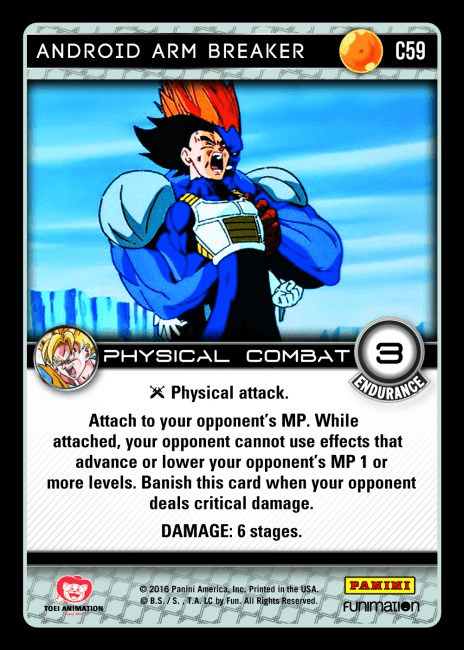 ANDROID ARM BREAKER C59
PHYSICAL COMBAT 3
ENDURANCE
Physical attack.
Attach to your opponent's MP. While
attached, your opponent cannot use effects that
advance or lower your opponent's MP 1 or
more levels. Banish this card when your opponent
deals critical damage.
DAMAGE: 6 stages.
TOEI ANIMATION
© 2016 Panini America, Inc. Printed in the USA.
© B.S. / S. , T.A. LC by Fun. All Rights Reserved.
PANINI
FUNIMATION